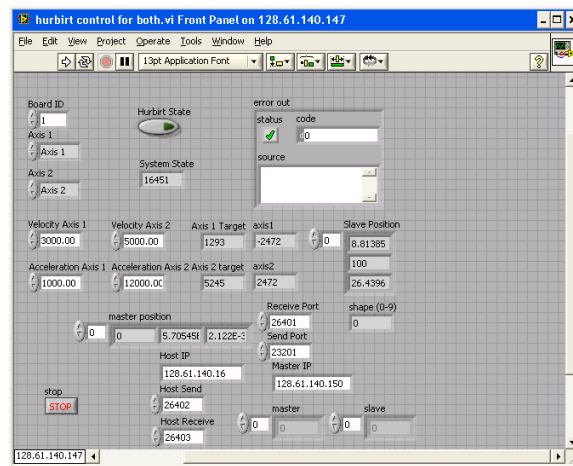 hurbirt control for both.vi Front Panel on 128.61.140.147
File Edit View Project Operate Tools Window Help
13pt Application Font
Board ID
1
Axis 1
Axis 1
Axis 2
Axis 2
Hurbirt State
System State
16451
error out
status code
0
source
Velocity Axis 1 Velocity Axis 2 Axis 1 Target axis1 Slave Position
3000.00 5000.00 1293 -2472 0 8.81385
100
Acceleration Axis 1 Acceleration Axis 2 Axis 2 target axis2
1000.00 12000.00 5245 2472 26.4396
master position
0 0 5.70545E 2.122E-3
Receive Port
26401
shape (0-9)
0
Send Port
23201
Host IP
128.61.140.16
Master IP
128.61.140.150
stop
STOP
Host Send
26402
Host Receive
26403
master slave
0 0 0 0
128.61.140.147